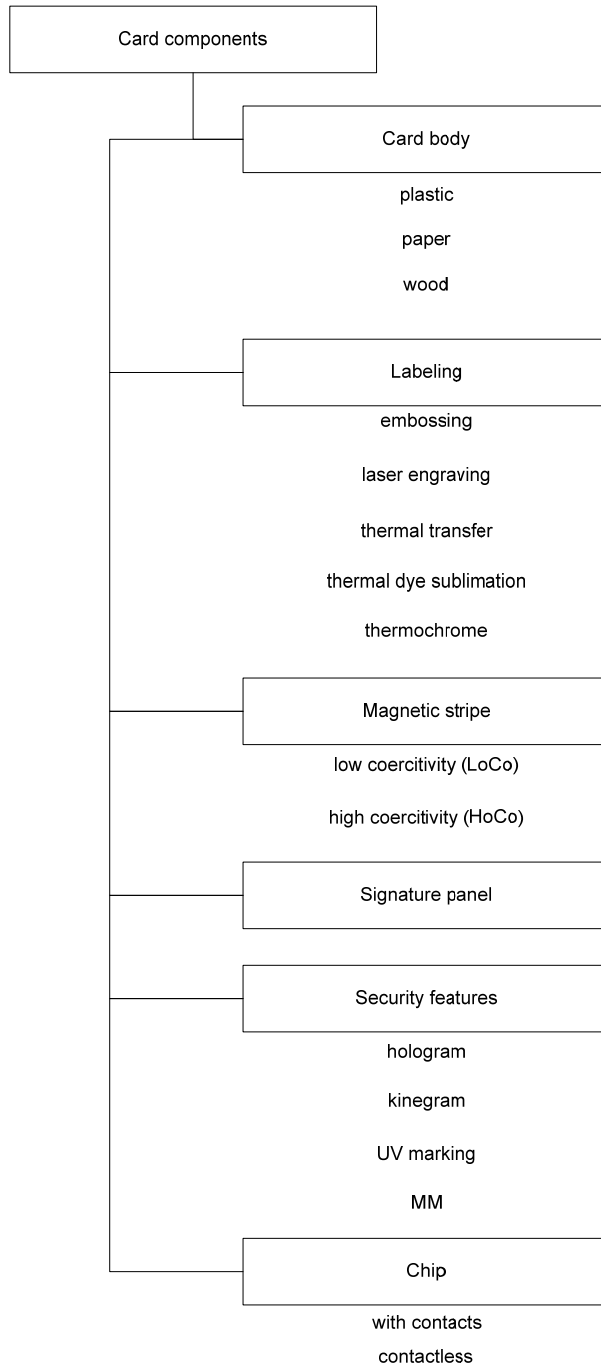 Card components
Card body
plastic
paper
wood
Labeling
embossing
laser engraving
thermal transfer
thermal dye sublimation
thermochrome
Magnetic stripe
low coercitivity (LoCo)
high coercitivity (HoCo)
Signature panel
Security features
hologram
kinegram
UV marking
MM
Chip
with contacts
contactless